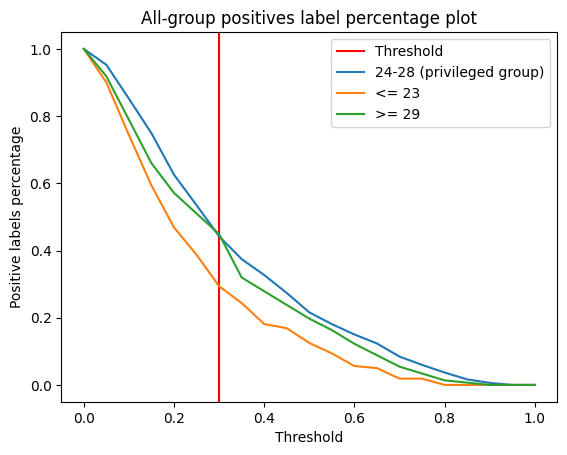 All-group positives label percentage plot
Threshold
24-28 (privileged group)
<= 23
>= 29
Positive labels percentage
1.0
0.8
0.6
0.4
0.2
0.0
0.0 0.2 0.4 0.6 0.8 1.0
Threshold